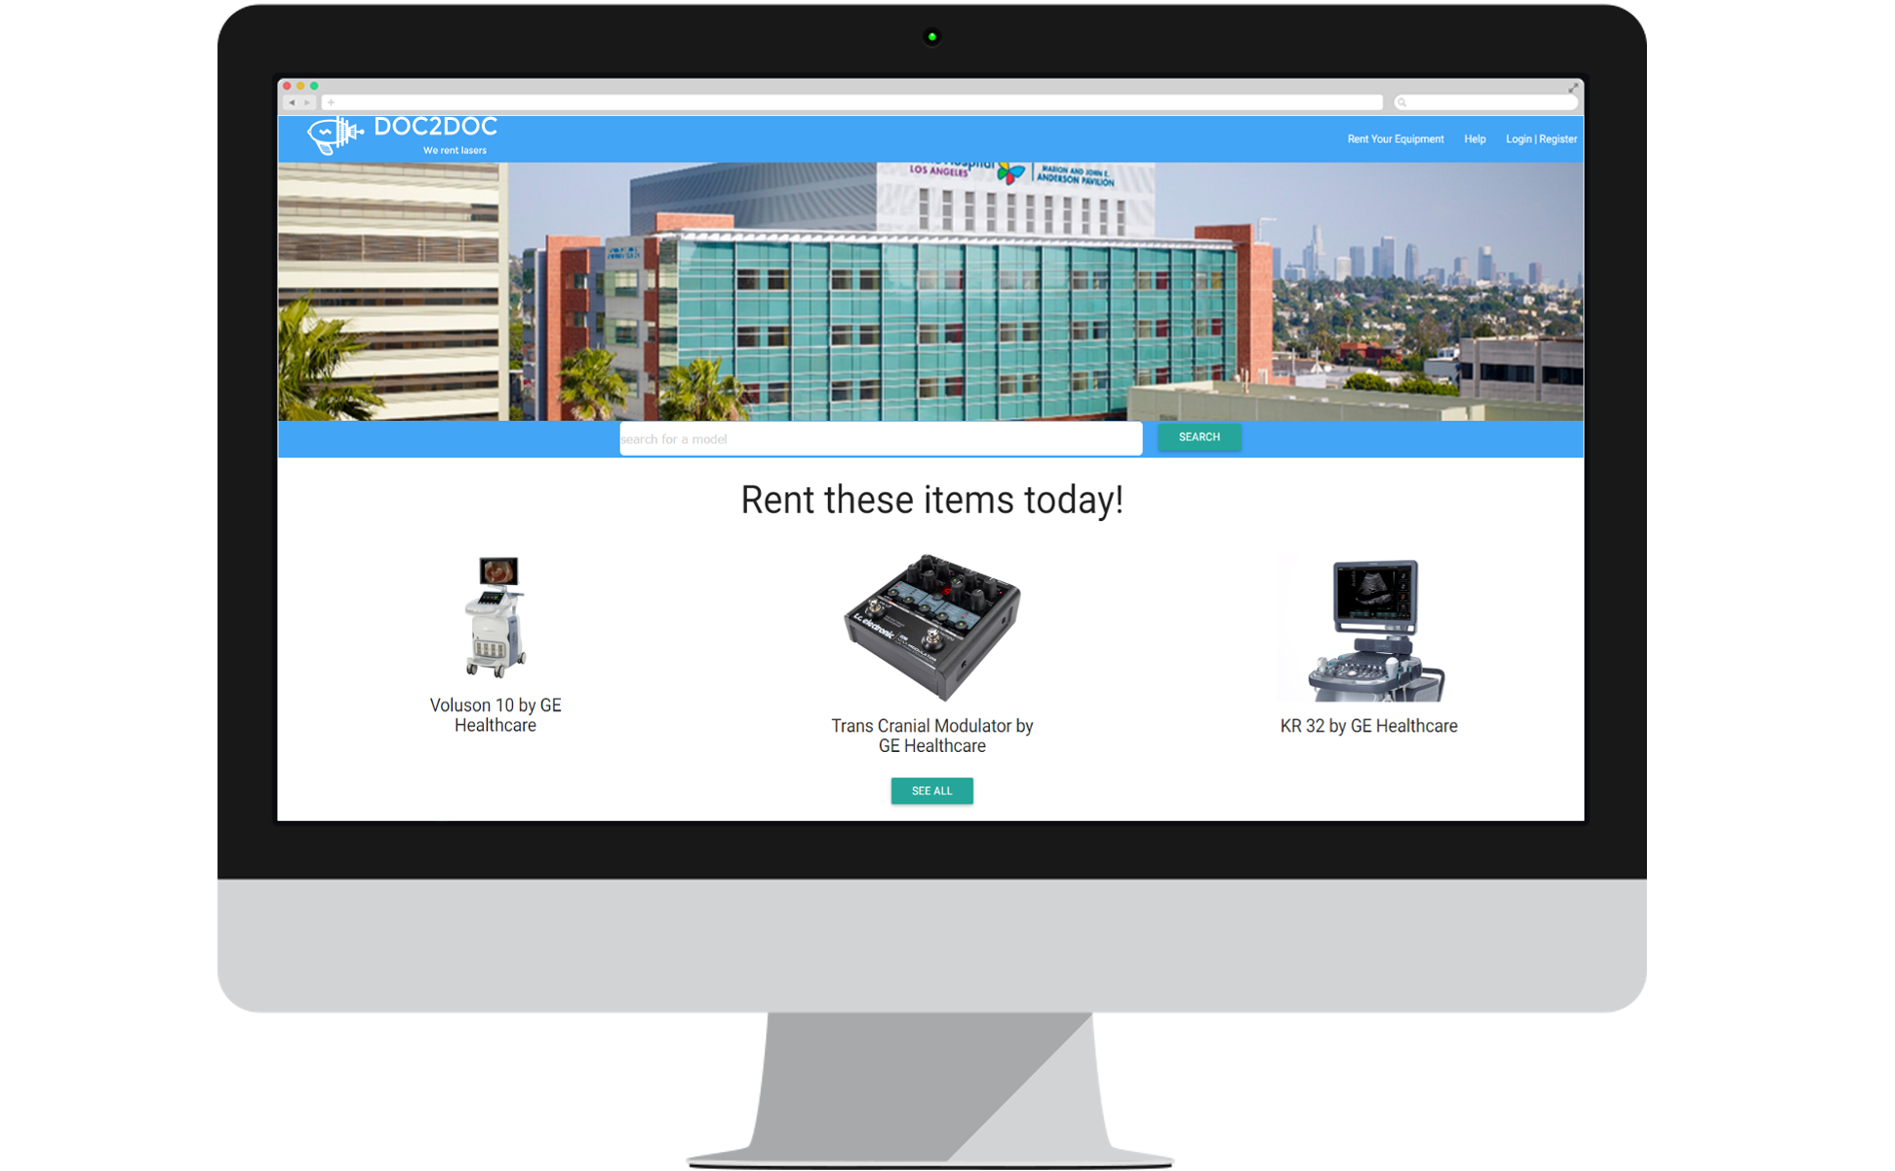 DOC2DOC
We rent lasers
Rent Your Equipment Help Login | Register
Hospital
LOS ANGELES
MARION AND JOHN E.
ANDERSON PAVILION
search for a model
SEARCH
Rent these items today!
t.c. electronic
Voluson 10 by GE
Healthcare
Trans Cranial Modulator by
GE Healthcare
KR 32 by GE Healthcare
SEE ALL